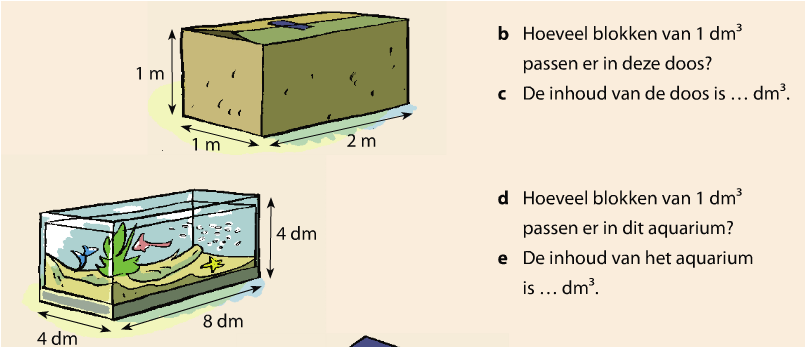 1 m
1 m
2 m
b Hoeveel blokken van 1 dm³
passen er in deze doos?
c De inhoud van de doos is … dm³.
4 dm
8 dm
4 dm
d Hoeveel blokken van 1 dm³
passen er in dit aquarium?
e De inhoud van het aquarium
is … dm³.